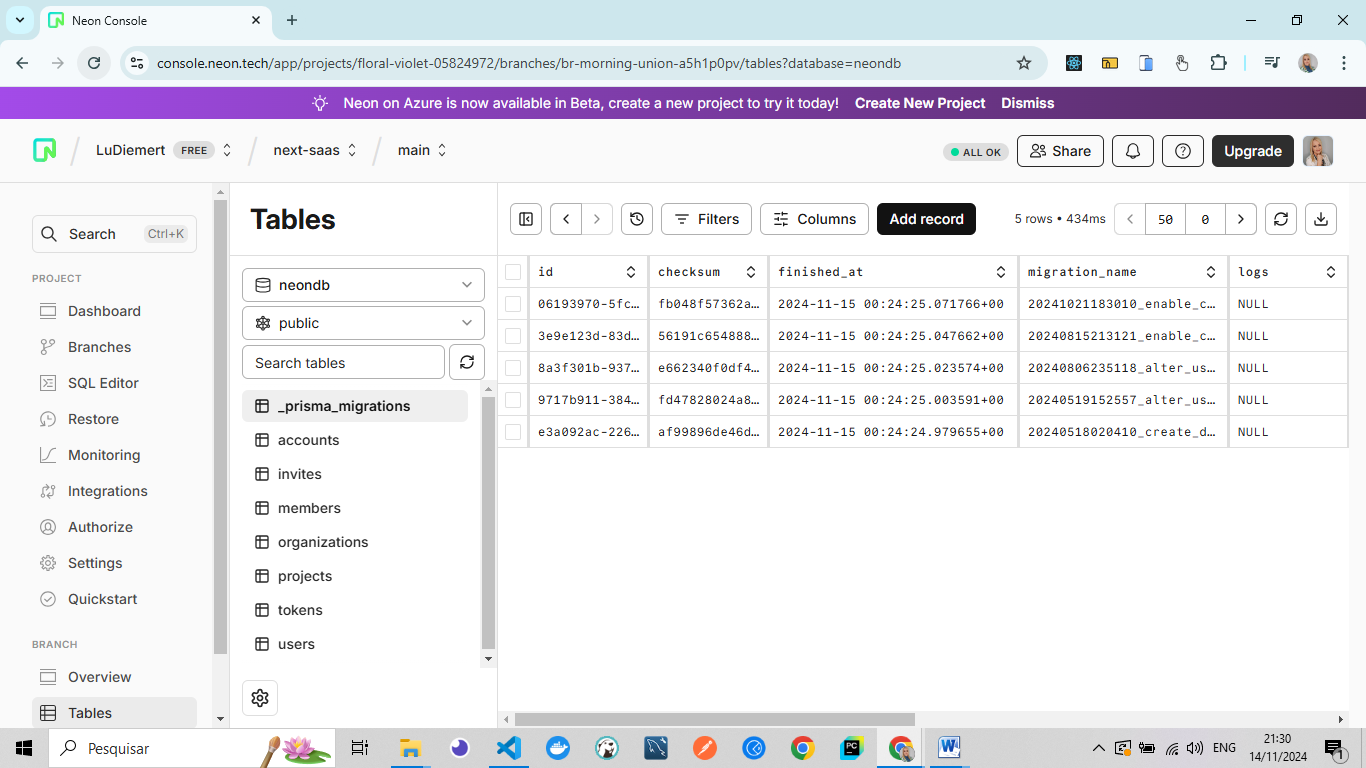 Neon Console
console.neon.tech/app/projects/floral-violet-05824972/branches/br-morning-union-a5h1p0pv/tables?database=neondb
Neon on Azure is now available in Beta, create a new project to try it today! Create New Project Dismiss
LuDiemert FREE next-saas main ALL OK Share Upgrade
Search Ctrl+K
PROJECT
Dashboard
Branches
SQL Editor
Restore
Monitoring
Integrations
Authorize
Settings
Quickstart
BRANCH
Overview
Tables
Tables
neondb
public
Search tables
_prisma_migrations
accounts
invites
members
organizations
projects
tokens
users
Filters Columns Add record 5 rows • 434ms 50 0
id checksum finished_at migration_name logs
06193970-5fc… fb048f57362a… 2024-11-15 00:24:25.071766+00 20241021183010_enable_c… NULL
3e9e123d-83d… 56191c654888… 2024-11-15 00:24:25.047662+00 20240815213121_enable_c… NULL
8a3f301b-937… e662340f0df4… 2024-11-15 00:24:25.023574+00 20240806235118_alter_us… NULL
9717b911-384… fd47828024a8… 2024-11-15 00:24:25.003591+00 20240519152557_alter_us… NULL
e3a092ac-226… af99896de46d… 2024-11-15 00:24:24.979655+00 20240518020410_create_d… NULL
Pesquisar
PC
W
ENG
21:30
14/11/2024
1